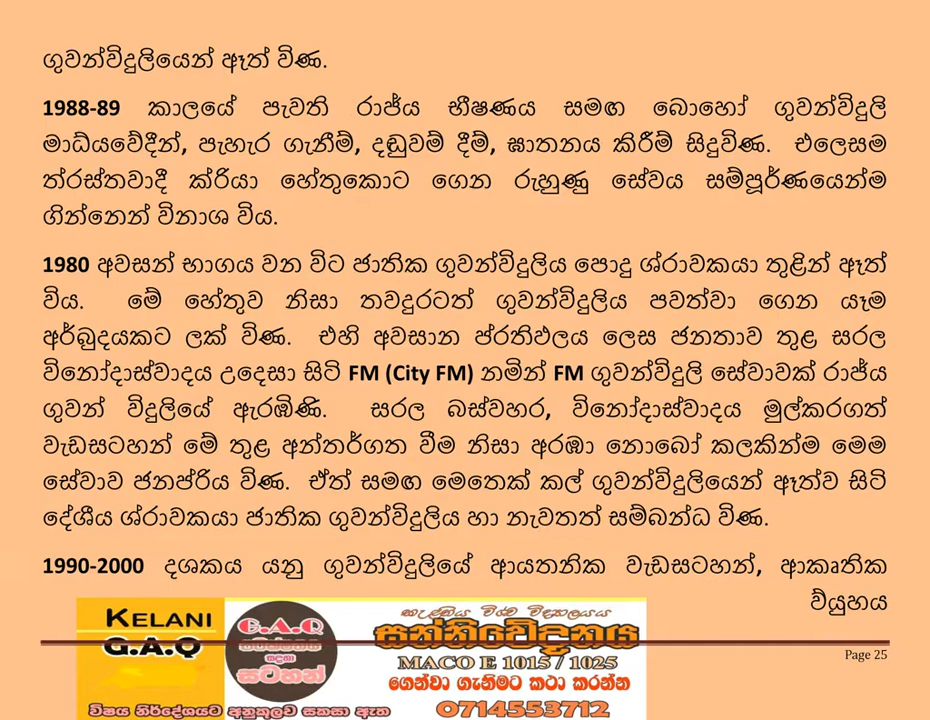 ගුවන්විදුලියෙන් ඈත් විණ.
1988-89 කාලයේ පැවති රාජ්ය භීෂණය සමඟ බොහෝ ගුවන්විදුලි
මාධ්යවේදීන්, පැහැර ගැනීම්, දඬුවම් දීම්, ඝාතනය කිරීම් සිදුවිණ. එලෙසම
ත්රස්තවාදී ක්රියා හේතුකොට ගෙන රුහුණු සේවය සම්පූර්ණයෙන්ම
ගින්නෙන් විනාශ විය.
1980 අවසන් භාගය වන විට ජාතික ගුවන්විදුලිය පොදු ශ්රාවකයා තුළින් ඈත්
විය. මේ හේතුව නිසා තවදුරටත් ගුවන්විදුලිය පවත්වා ගෙන යෑම
අර්බුදයකට ලක් විණ. එහි අවසාන ප්රතිඵලය ලෙස ජනතාව තුළ සරල
විනෝදාස්වාදය උදෙසා සිටි FM (City FM) නමින් FM ගුවන්විදුලි සේවාවක් රාජ්ය
ගුවන් විදුලියේ ඇරඹිණි. සරල බස්වහර, විනෝදාස්වාදය මුල්කරගත්
වැඩසටහන් මේ තුළ අන්තර්ගත වීම නිසා අරඹා නොබෝ කලකින්ම මෙම
සේවාව ජනප්රිය විණ. ඒත් සමඟ මෙතෙක් කල් ගුවන්විදුලියෙන් ඈත්ව සිටි
දේශීය ශ්රාවකයා ජාතික ගුවන්විදුලිය හා නැවතත් සම්බන්ධ විණ.
1990-2000 දශකය යනු ගුවන්විදුලියේ ආයතනික වැඩසටහන්, ආකෘතික
ව්යුහය
KELANI
G.A.Q
G.A.Q
සටහන්
කැළණිය විශ්ව විද්‍යාලයය
සන්නිවේදනය
MACO E 1015 / 1025
ගෙන්වා ගැනීමට කථා කරන්න
විෂය නිර්දේශයට අනුකූලව සකසා ඇත
0714553712
Page 25